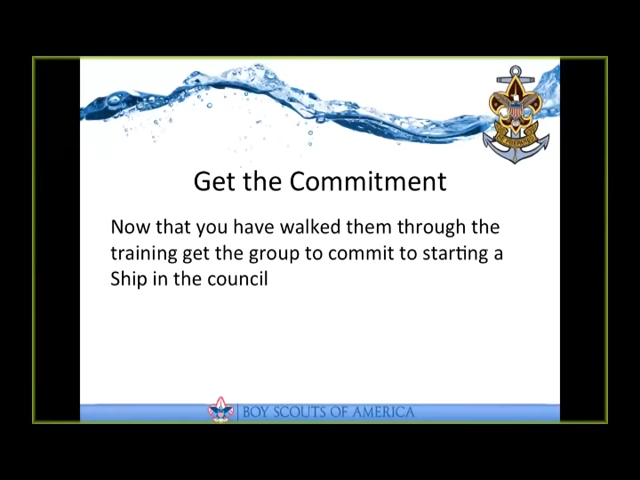 Get the Commitment
Now that you have walked them through the
training get the group to commit to starting a
Ship in the council
BOY SCOUTS OF AMERICA